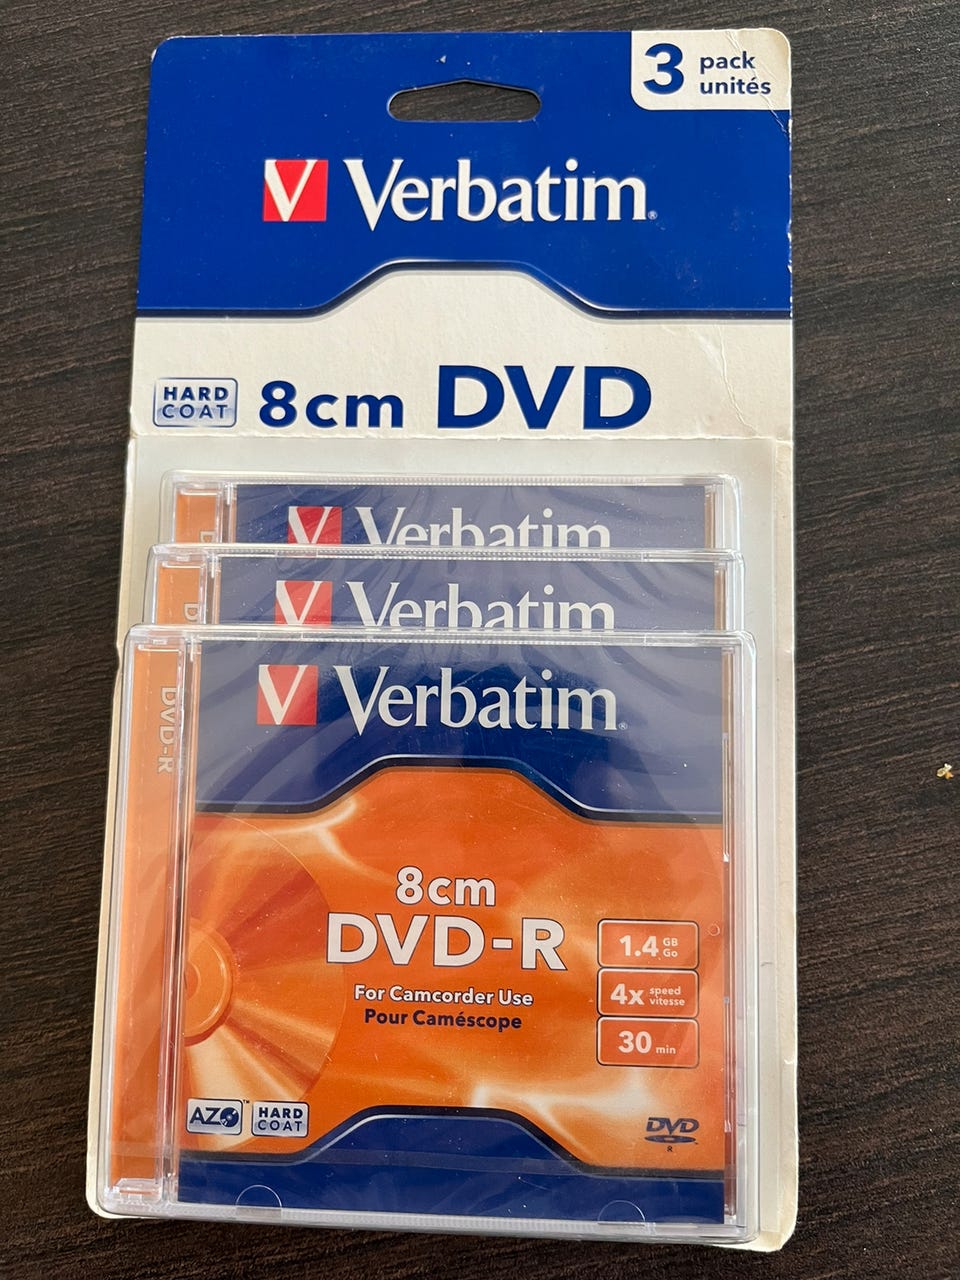 3 pack
unités
V Verbatim®
HARD
COAT
8cm DVD
V Verbatim
V Verbatim
DVD-R
V Verbatim®
8cm
DVD-R
For Camcorder Use
Pour Caméscope
1.4 GB
Go
4x speed
vitesse
30 min
AZO™
HARD
COAT
DVD
R